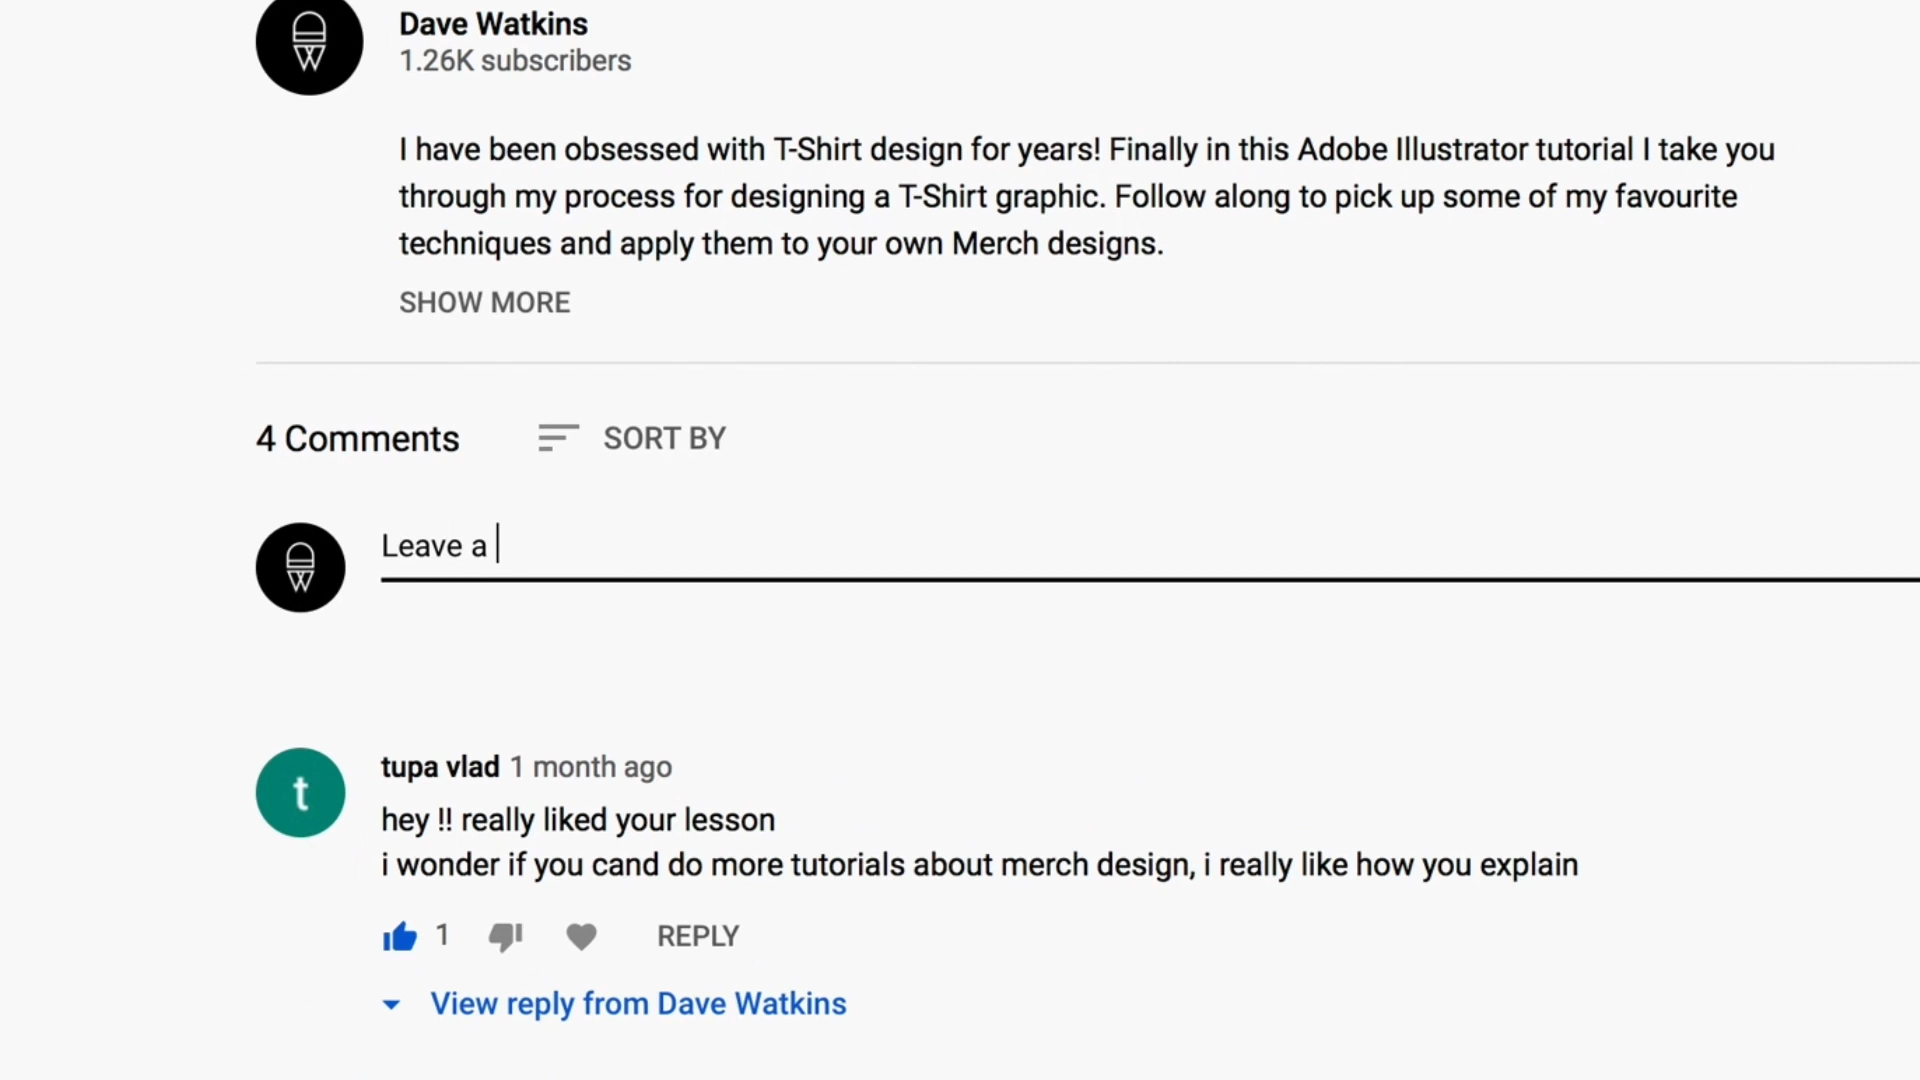 Dave Watkins
1.26K subscribers
I have been obsessed with T-Shirt design for years! Finally in this Adobe Illustrator tutorial I take you
through my process for designing a T-Shirt graphic. Follow along to pick up some of my favourite
techniques and apply them to your own Merch designs.
SHOW MORE
4 Comments SORT BY
Leave a
t
tupa vlad 1 month ago
hey !! really liked your lesson
i wonder if you cand do more tutorials about merch design, i really like how you explain
1 REPLY
View reply from Dave Watkins